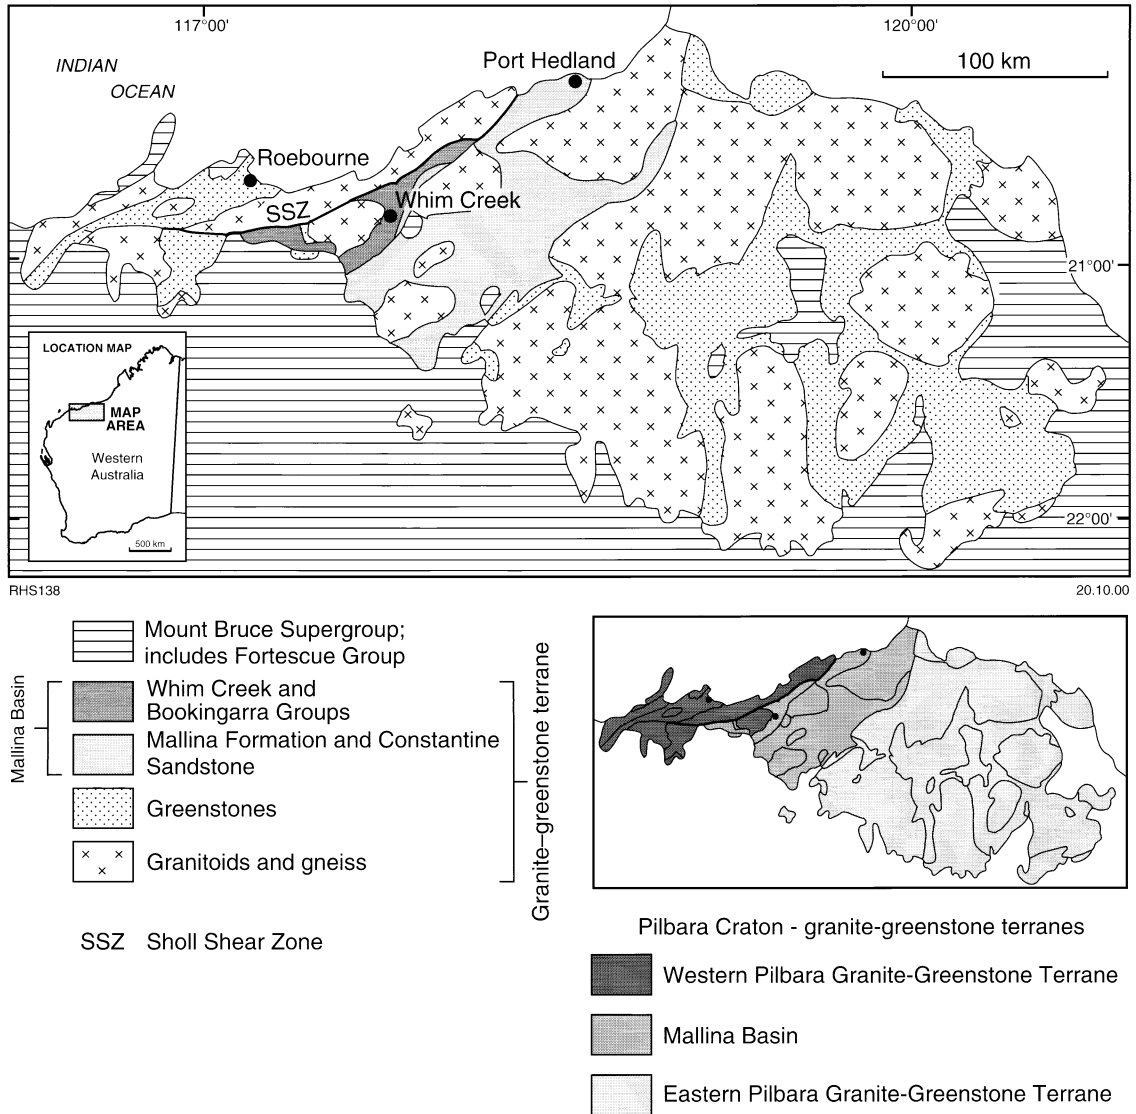 117°00'
120°00'
INDIAN
OCEAN
Port Hedland
100 km
Roebourne
SSZ
Whim Creek
21°00'
LOCATION MAP
MAP
AREA
Western
Australia
500 km
22°00'
RHS138
20.10.00
Mount Bruce Supergroup;
includes Fortescue Group
Mallina Basin
Whim Creek and
Bookingarra Groups
Mallina Formation and Constantine
Sandstone
Greenstones
Granitoids and gneiss
Granite–greenstone terrane
SSZ Sholl Shear Zone
Pilbara Craton - granite-greenstone terranes
Western Pilbara Granite-Greenstone Terrane
Mallina Basin
Eastern Pilbara Granite-Greenstone Terrane